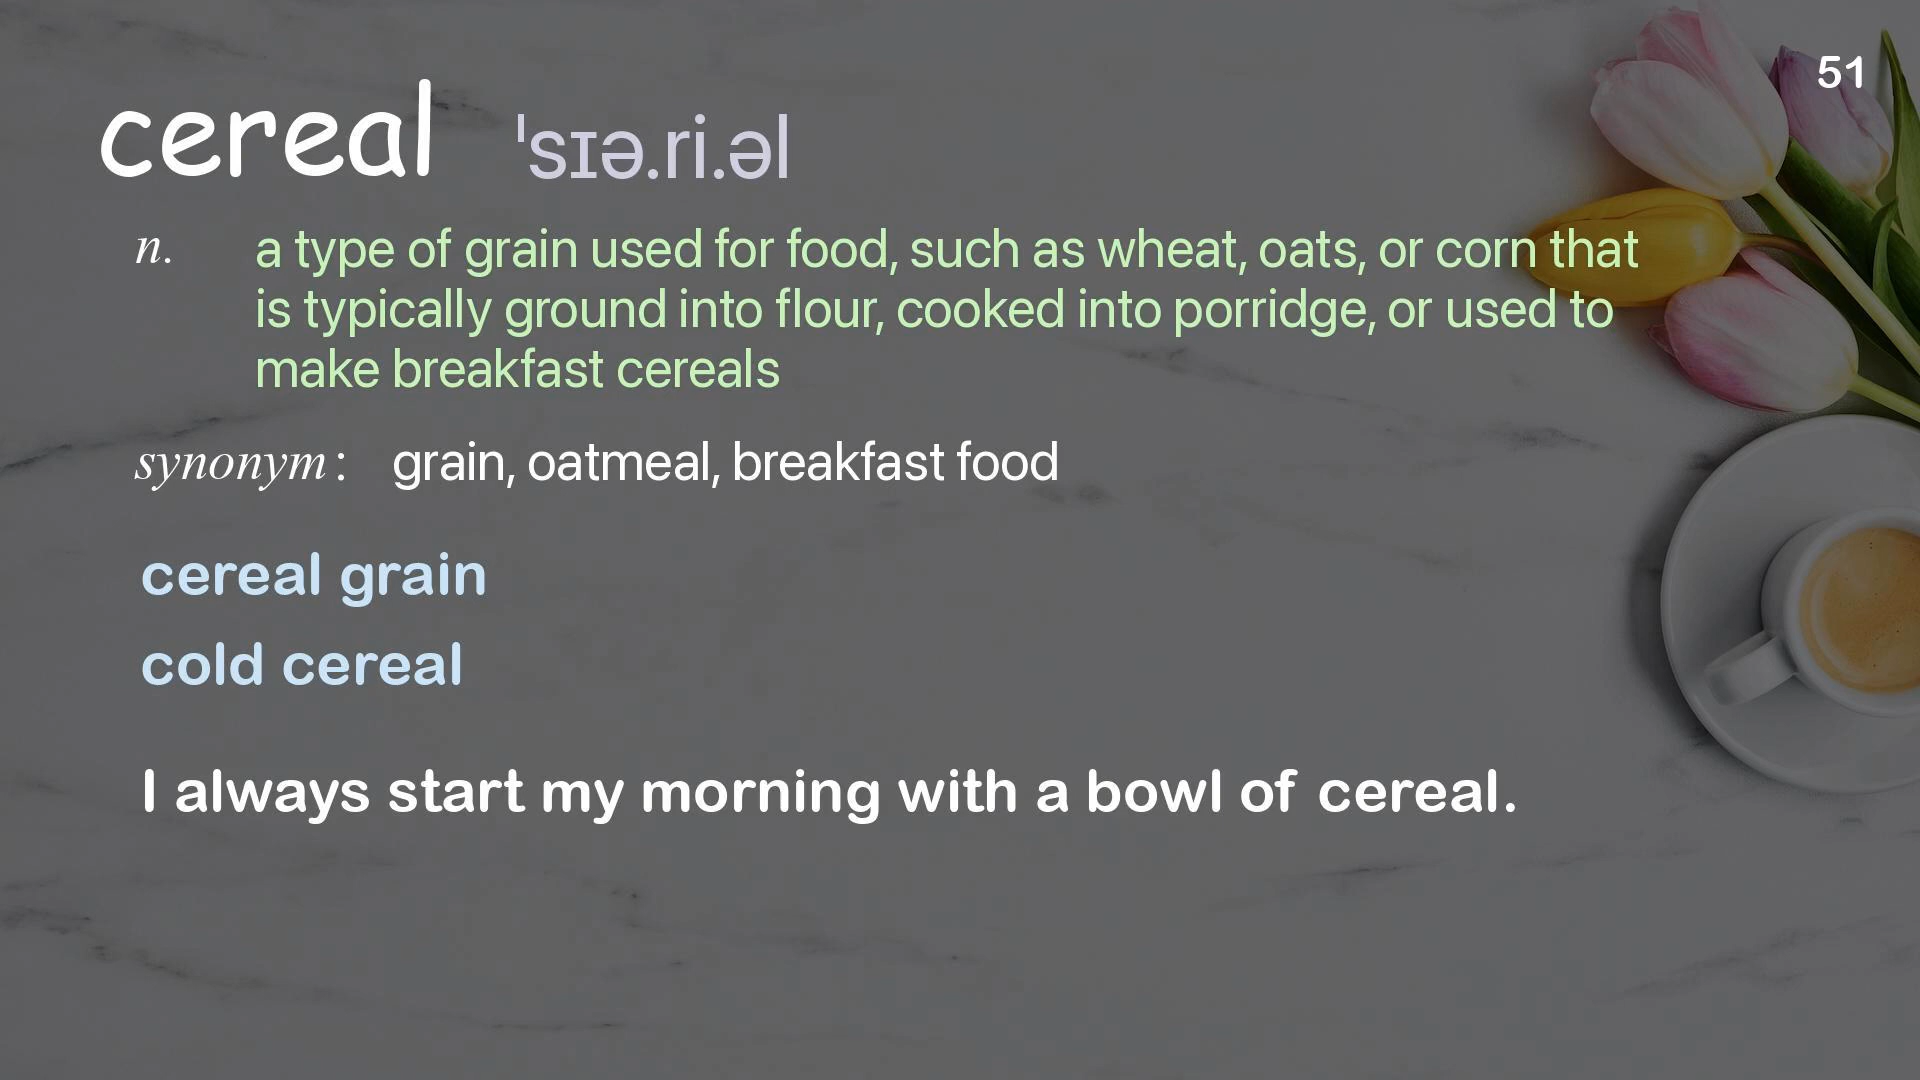 51
cereal ˈsɪə.ri.əl
n. a type of grain used for food, such as wheat, oats, or corn that
is typically ground into flour, cooked into porridge, or used to
make breakfast cereals
synonym: grain, oatmeal, breakfast food
cereal grain
cold cereal
I always start my morning with a bowl of cereal.